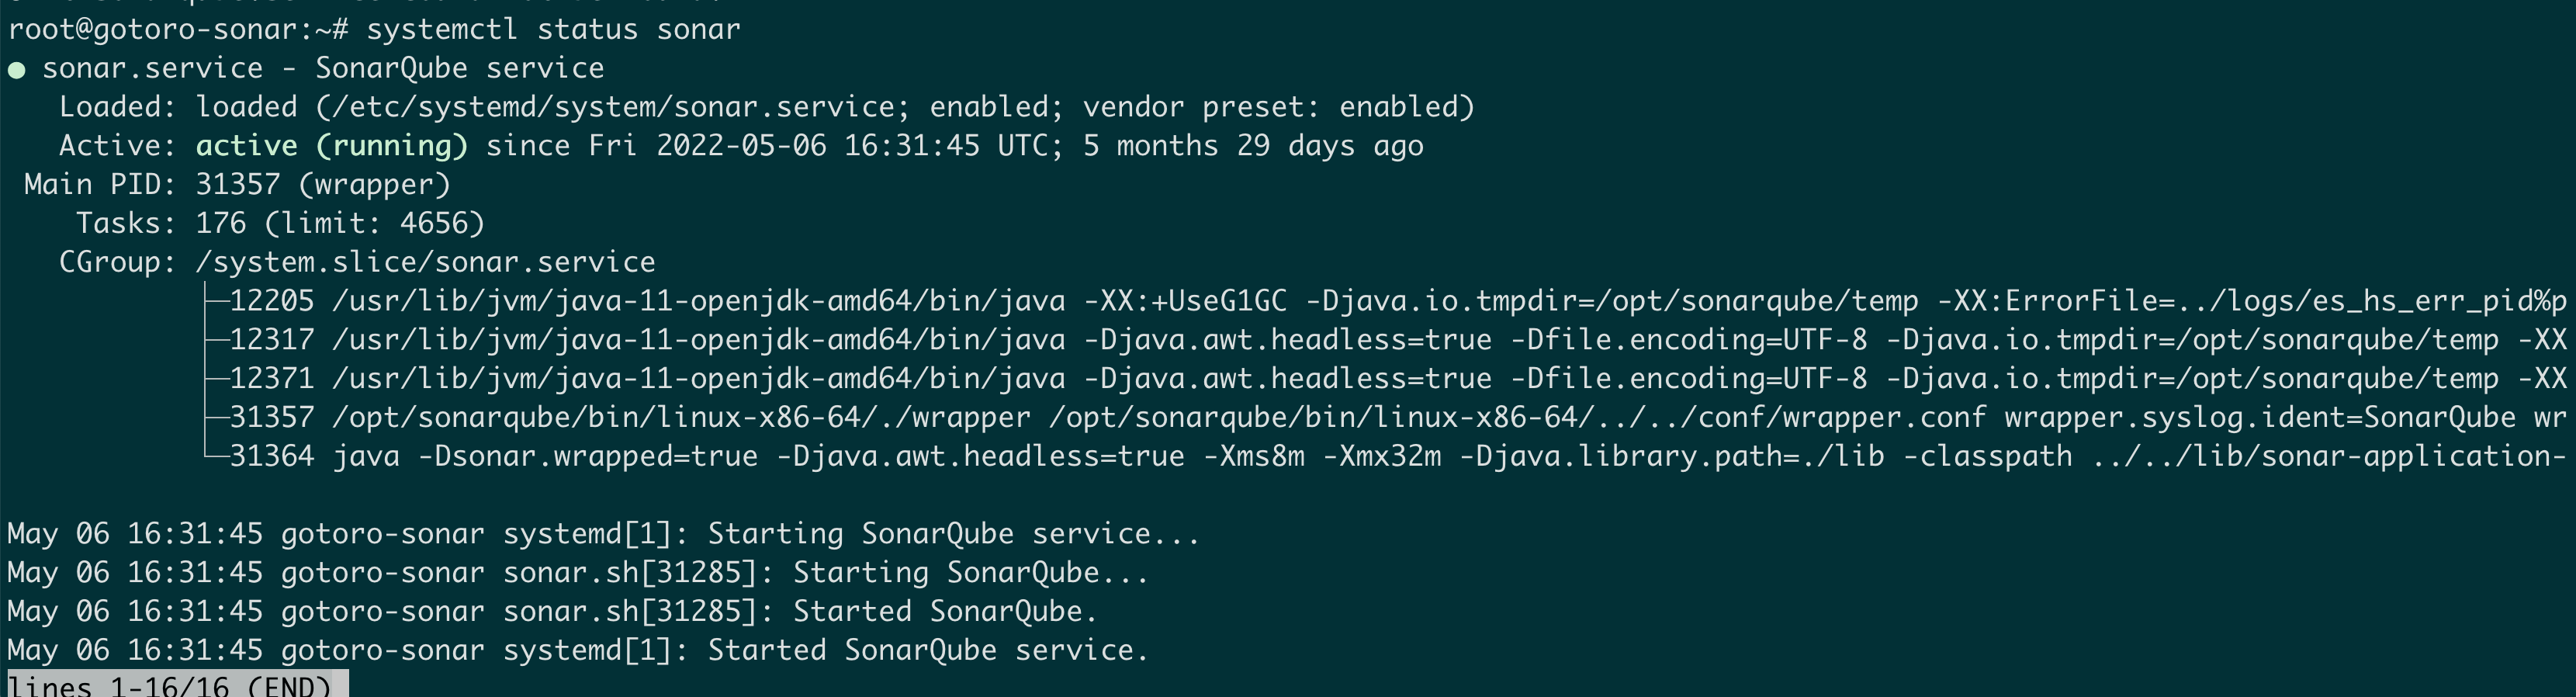 root@gotoro-sonar:~# systemctl status sonar
● sonar.service - SonarQube service
   Loaded: loaded (/etc/systemd/system/sonar.service; enabled; vendor preset: enabled)
   Active: active (running) since Fri 2022-05-06 16:31:45 UTC; 5 months 29 days ago
 Main PID: 31357 (wrapper)
    Tasks: 176 (limit: 4656)
   CGroup: /system.slice/sonar.service
           ├─12205 /usr/lib/jvm/java-11-openjdk-amd64/bin/java -XX:+UseG1GC -Djava.io.tmpdir=/opt/sonarqube/temp -XX:ErrorFile=../logs/es_hs_err_pid%p
           ├─12317 /usr/lib/jvm/java-11-openjdk-amd64/bin/java -Djava.awt.headless=true -Dfile.encoding=UTF-8 -Djava.io.tmpdir=/opt/sonarqube/temp -XX
           ├─12371 /usr/lib/jvm/java-11-openjdk-amd64/bin/java -Djava.awt.headless=true -Dfile.encoding=UTF-8 -Djava.io.tmpdir=/opt/sonarqube/temp -XX
           ├─31357 /opt/sonarqube/bin/linux-x86-64/./wrapper /opt/sonarqube/bin/linux-x86-64/../../conf/wrapper.conf wrapper.syslog.ident=SonarQube wr
           └─31364 java -Dsonar.wrapped=true -Djava.awt.headless=true -Xms8m -Xmx32m -Djava.library.path=./lib -classpath ../../lib/sonar-application-

May 06 16:31:45 gotoro-sonar systemd[1]: Starting SonarQube service...
May 06 16:31:45 gotoro-sonar sonar.sh[31285]: Starting SonarQube...
May 06 16:31:45 gotoro-sonar sonar.sh[31285]: Started SonarQube.
May 06 16:31:45 gotoro-sonar systemd[1]: Started SonarQube service.
lines 1-16/16 (END)